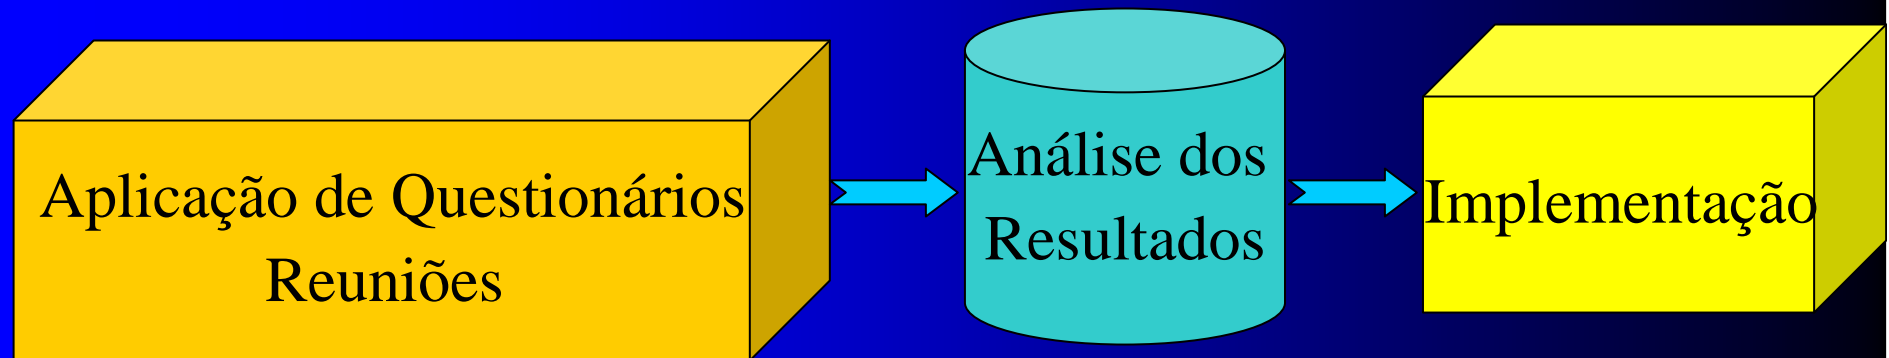 Aplicação de Questionários
Reuniões
Análise dos
Resultados
Implementação